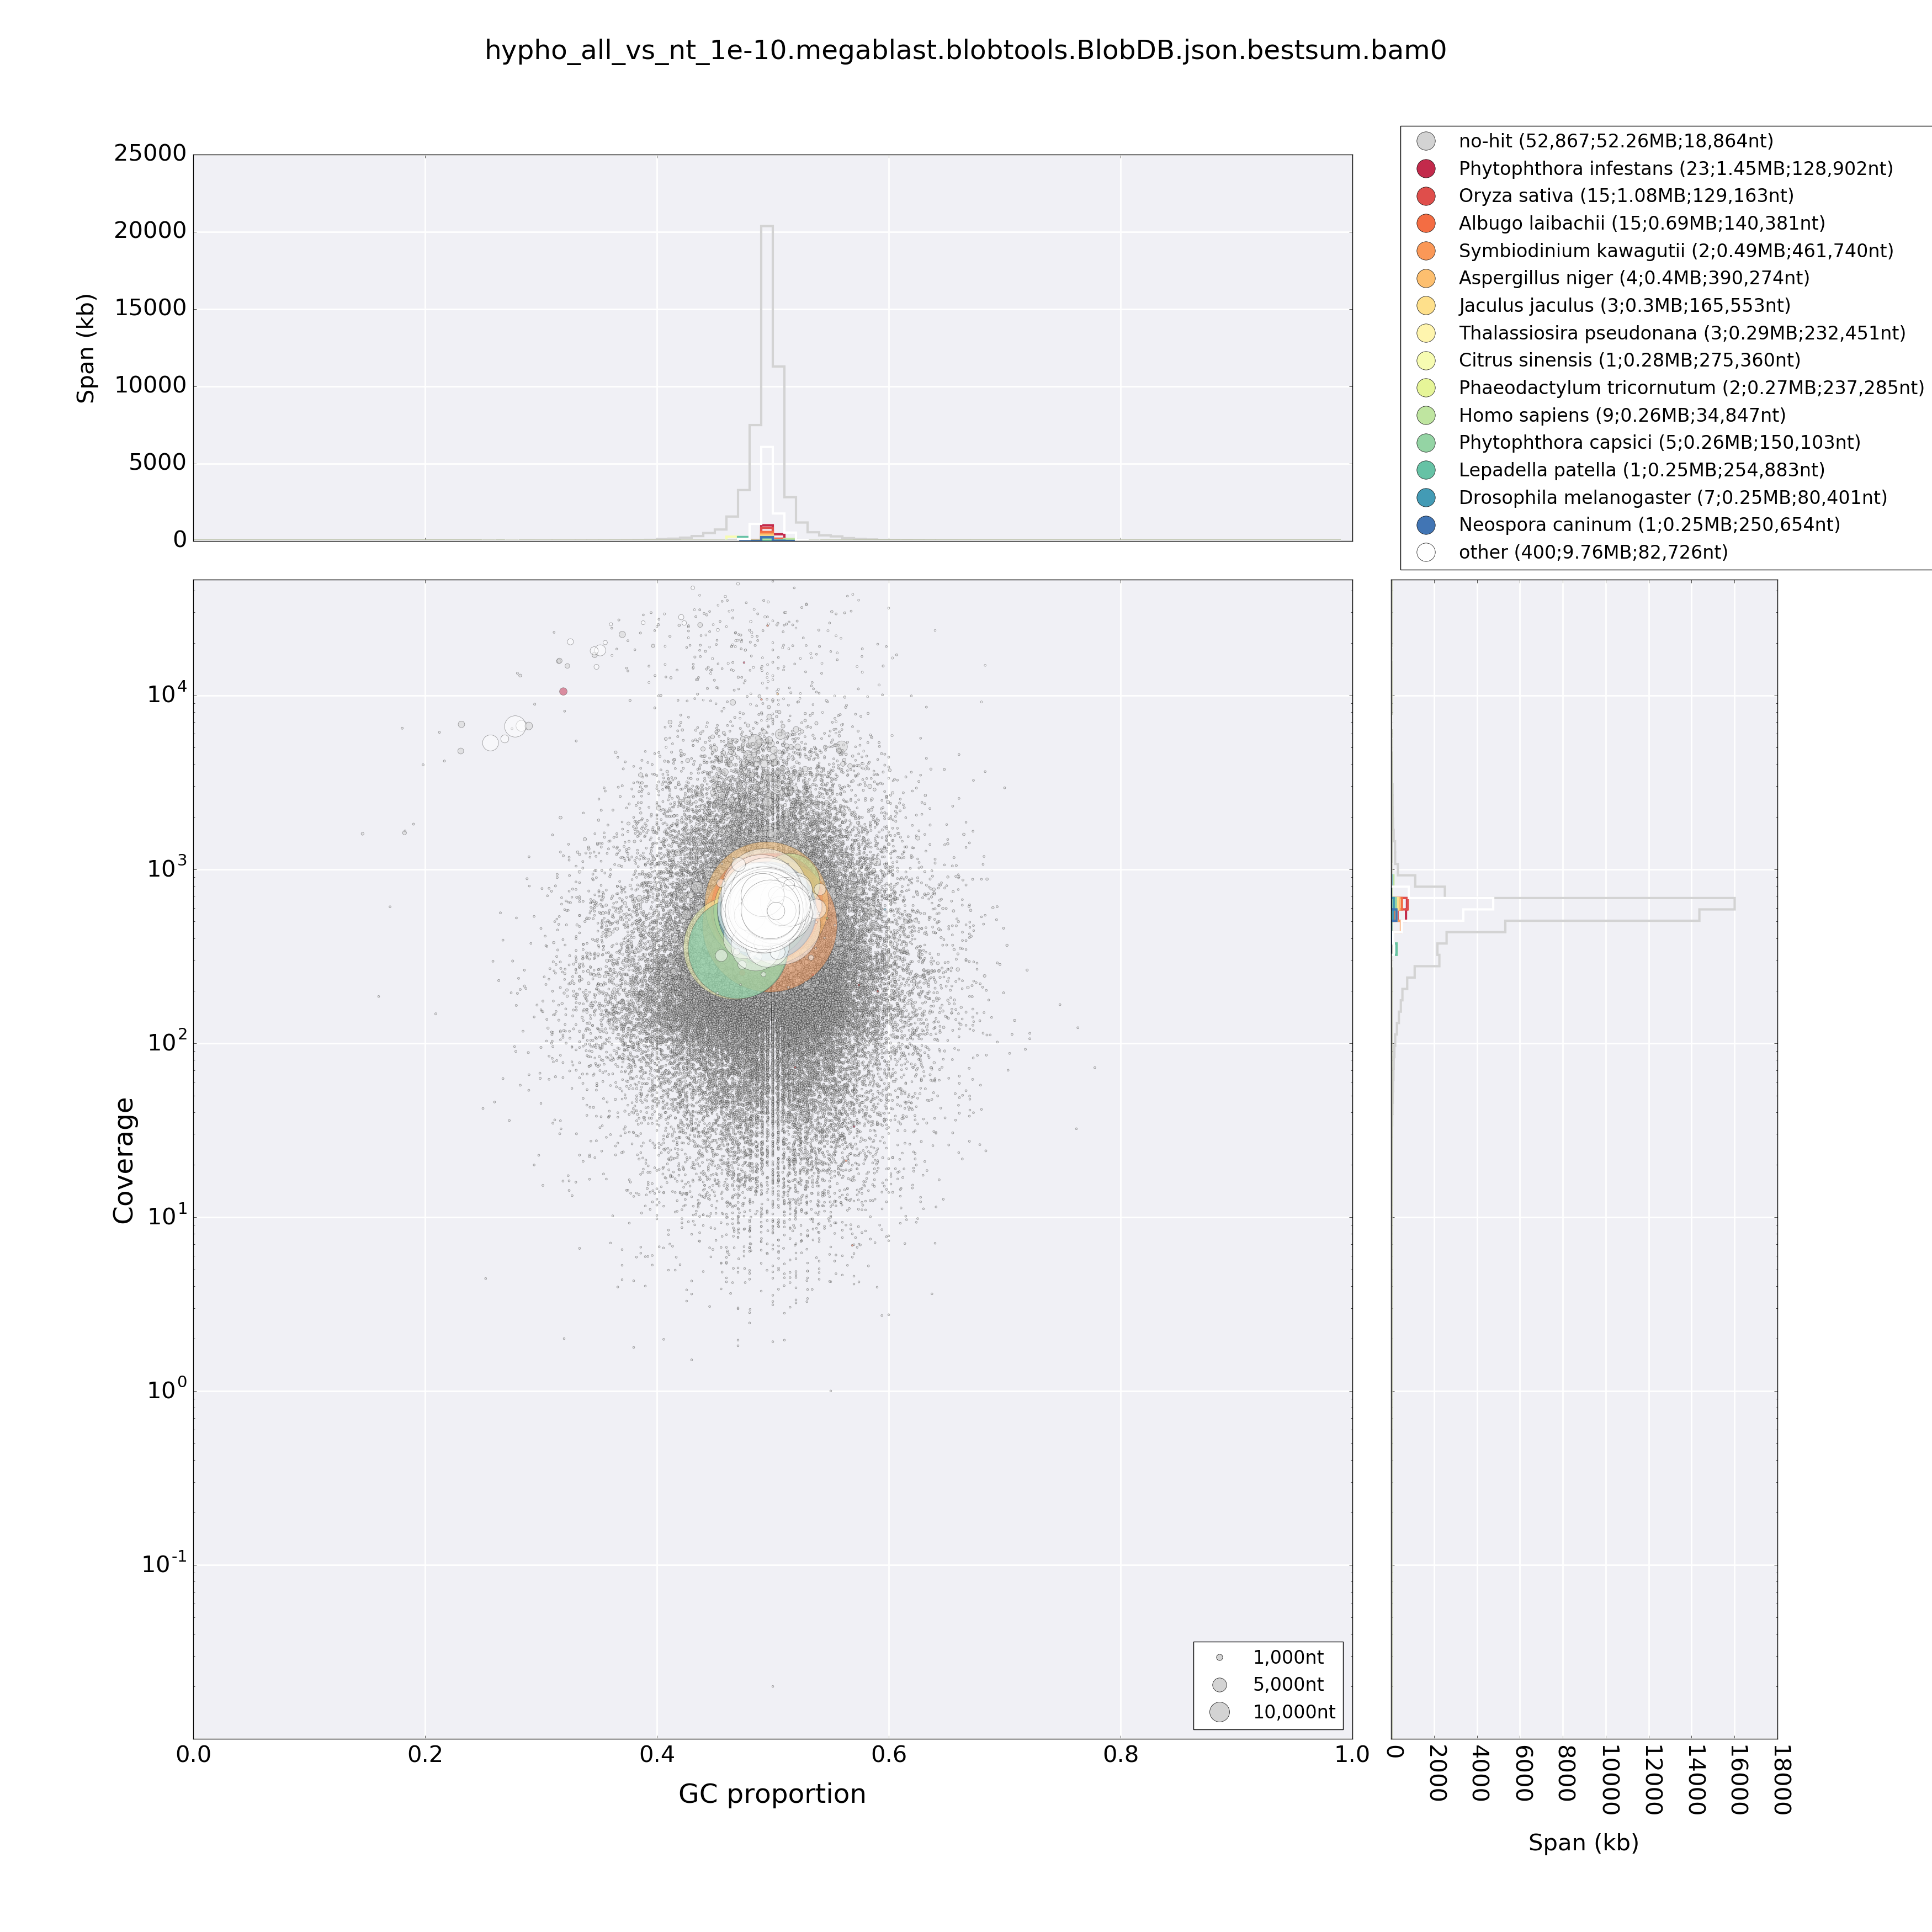 hypho_all_vs_nt_1e-10.megablast.blobtools.BlobDB.json.bestsum.bam0
25000
20000
15000
10000
5000
0
Span (kb)
no-hit (52,867;52.26MB;18,864nt)
Phytophthora infestans (23;1.45MB;128,902nt)
Oryza sativa (15;1.08MB;129,163nt)
Albugo laibachii (15;0.69MB;140,381nt)
Symbiodinium kawagutii (2;0.49MB;461,740nt)
Aspergillus niger (4;0.4MB;390,274nt)
Jaculus jaculus (3;0.3MB;165,553nt)
Thalassiosira pseudonana (3;0.29MB;232,451nt)
Citrus sinensis (1;0.28MB;275,360nt)
Phaeodactylum tricornutum (2;0.27MB;237,285nt)
Homo sapiens (9;0.26MB;34,847nt)
Phytophthora capsici (5;0.26MB;150,103nt)
Lepadella patella (1;0.25MB;254,883nt)
Drosophila melanogaster (7;0.25MB;80,401nt)
Neospora caninum (1;0.25MB;250,654nt)
other (400;9.76MB;82,726nt)
10^4
10^3
10^2
10^1
10^0
10^-1
Coverage
1,000nt
5,000nt
10,000nt
0.0 0.2 0.4 0.6 0.8 1.0
GC proportion
0 2000 4000 6000 8000 10000 12000 14000 16000 18000
Span (kb)